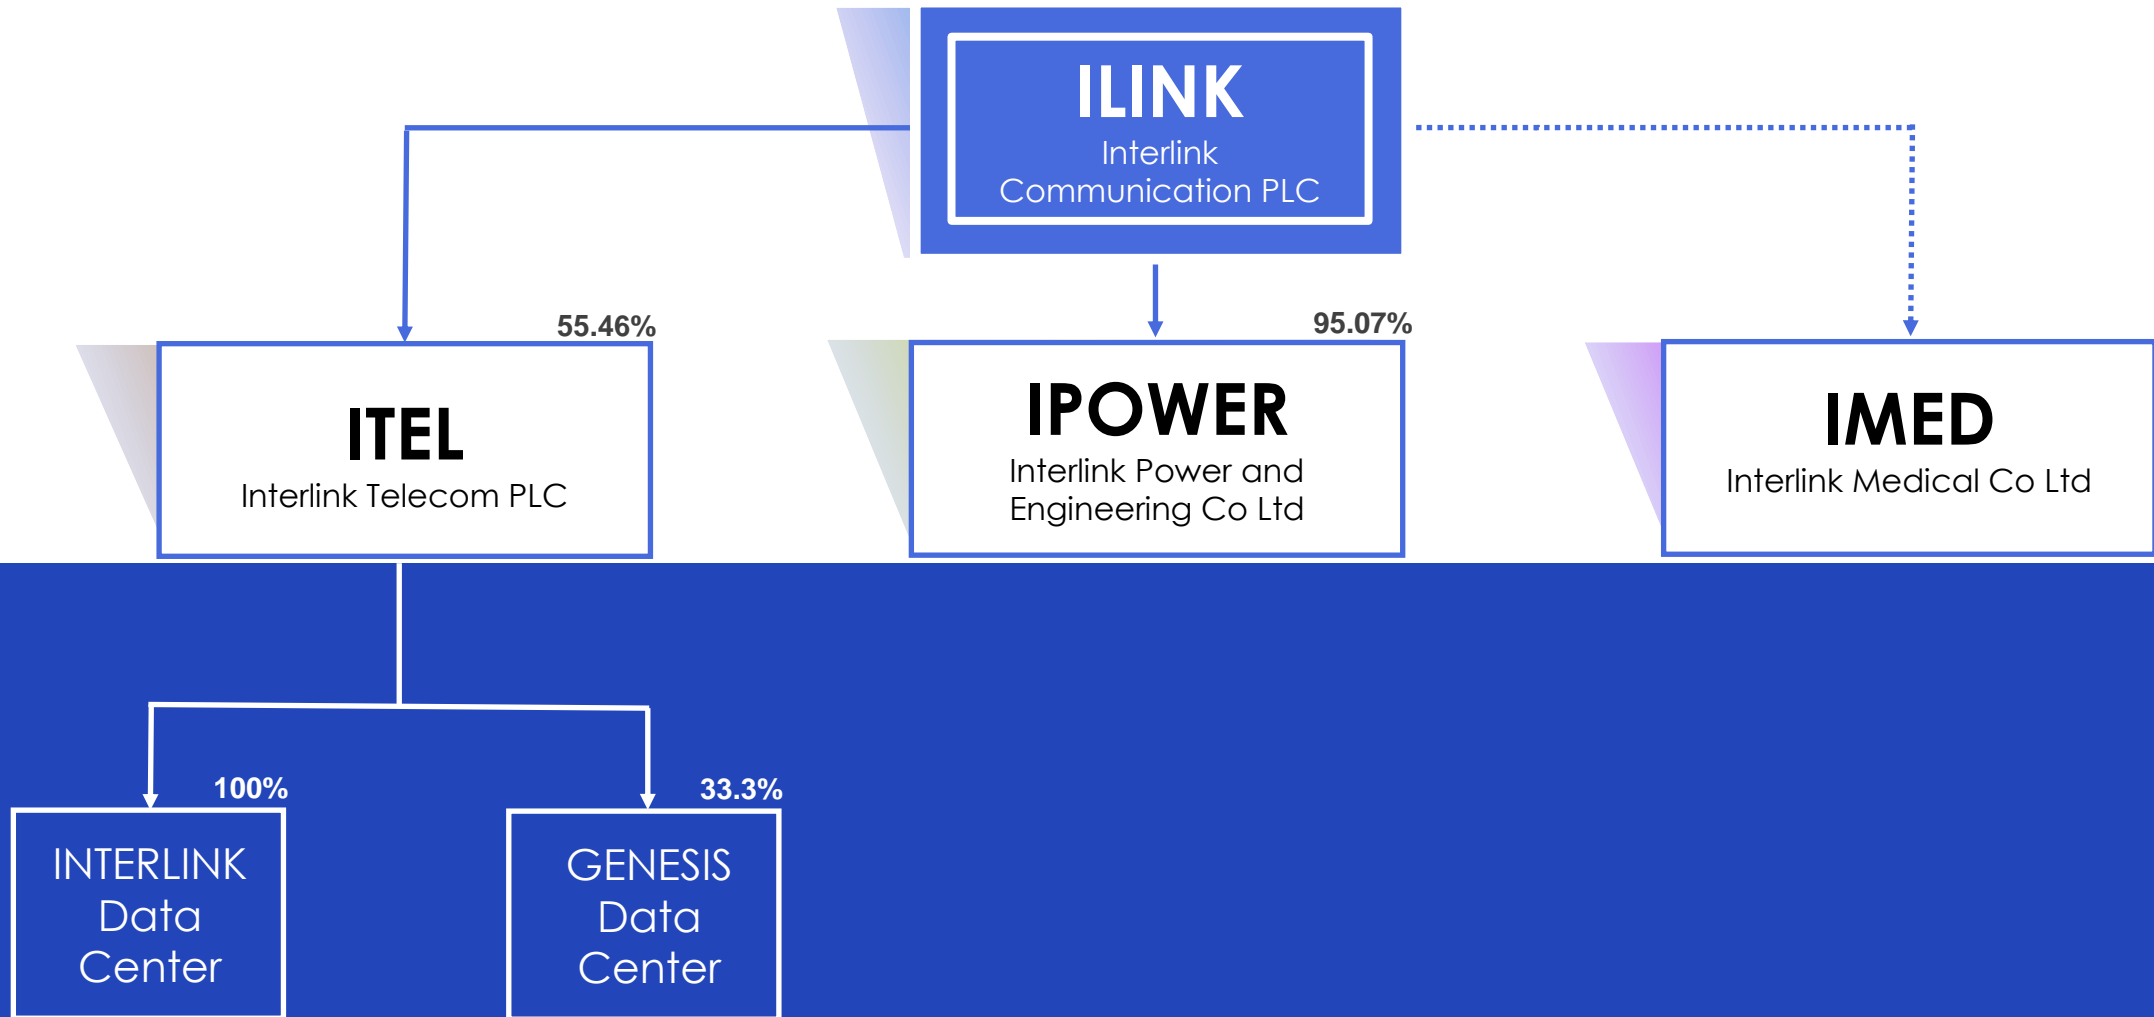 ILINK
Interlink
Communication PLC
55.46%
95.07%
ITEL
Interlink Telecom PLC
IPOWER
Interlink Power and
Engineering Co Ltd
IMED
Interlink Medical Co Ltd
100%
33.3%
INTERLINK
Data
Center
GENESIS
Data
Center